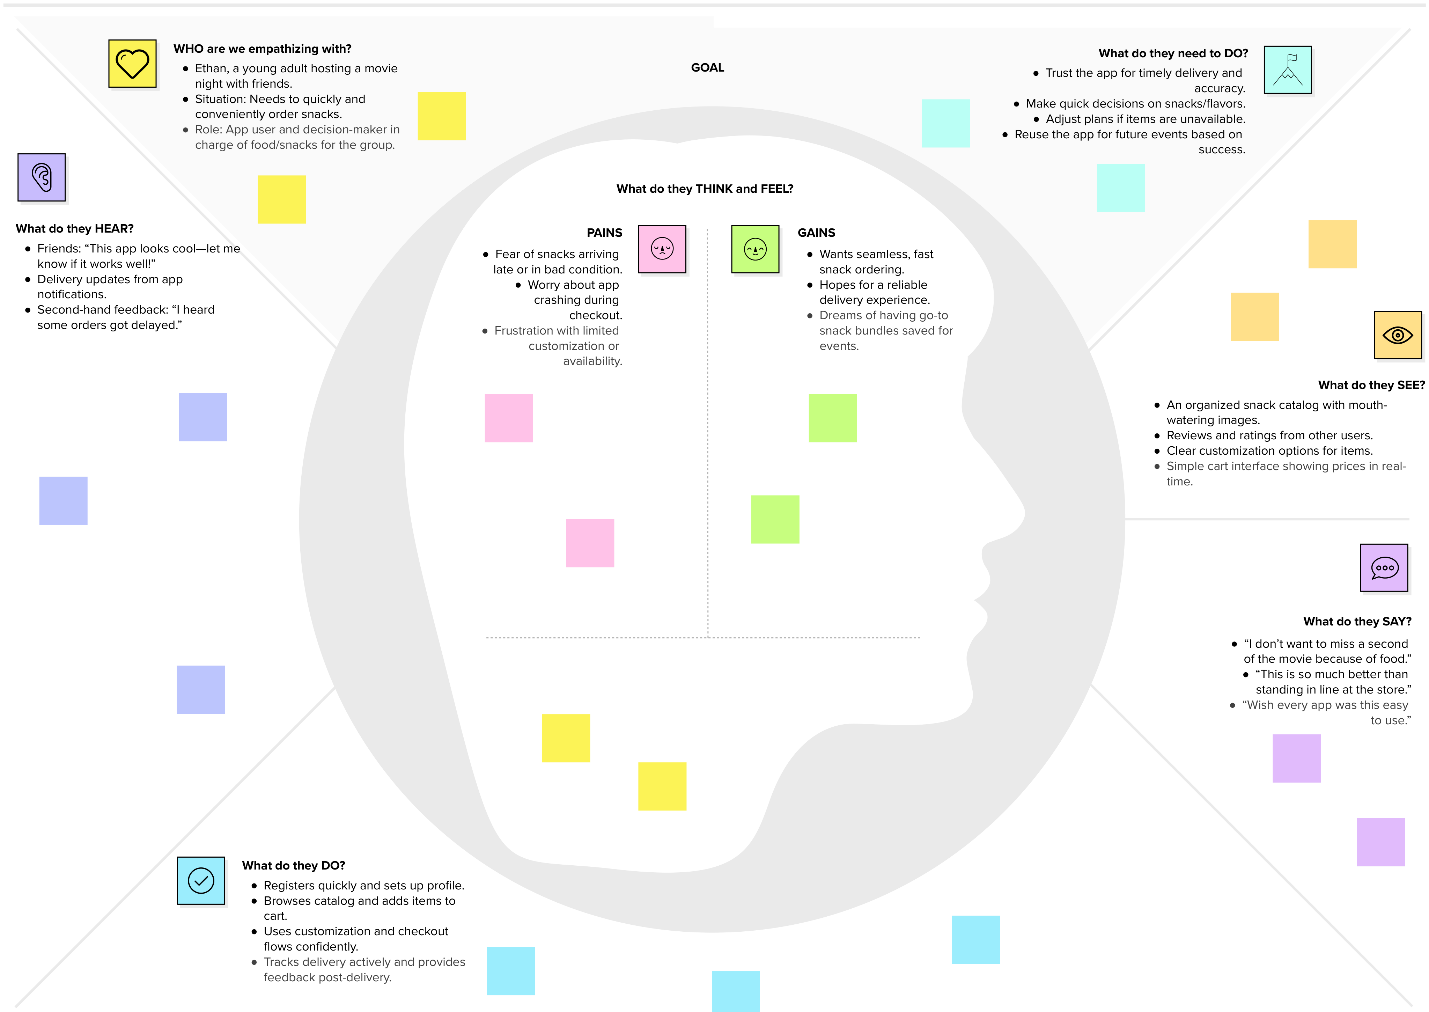 WHO are we empathizing with?
● Ethan, a young adult hosting a movie
night with friends.
● Situation: Needs to quickly and
conveniently order snacks.
● Role: App user and decision-maker in
charge of food/snacks for the group.
GOAL
What do they need to DO?
● Trust the app for timely delivery and
accuracy.
● Make quick decisions on snacks/flavors.
● Adjust plans if items are unavailable.
● Reuse the app for future events based on
success.
What do they HEAR?
● Friends: “This app looks cool—let me
know if it works well!”
● Delivery updates from app
notifications.
● Second-hand feedback: “I heard
some orders got delayed.”
What do they THINK and FEEL?
PAINS
● Fear of snacks arriving
late or in bad condition.
● Worry about app
crashing during
checkout.
● Frustration with limited
customization or
availability.
GAINS
● Wants seamless, fast
snack ordering.
● Hopes for a reliable
delivery experience.
● Dreams of having go-to
snack bundles saved for
events.
What do they SEE?
● An organized snack catalog with mouth-
watering images.
● Reviews and ratings from other users.
● Clear customization options for items.
● Simple cart interface showing prices in real-
time.
What do they SAY?
● “I don’t want to miss a second
of the movie because of food.”
● “This is so much better than
standing in line at the store.”
● “Wish every app was this easy
to use.”
What do they DO?
● Registers quickly and sets up profile.
● Browses catalog and adds items to
cart.
● Uses customization and checkout
flows confidently.
● Tracks delivery actively and provides
feedback post-delivery.